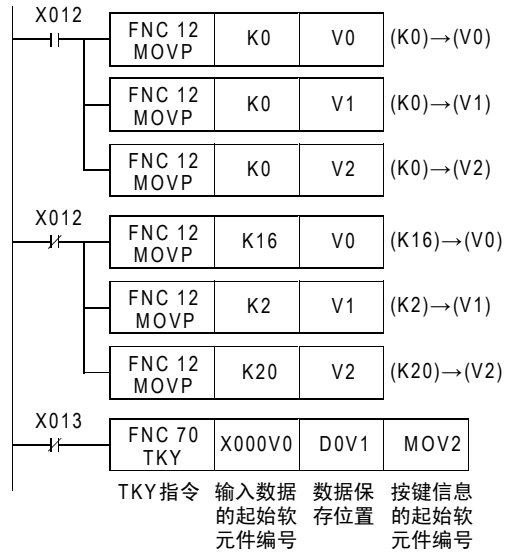 X012
FNC 12 MOVP K0 V0 (K0)→(V0)
FNC 12 MOVP K0 V1 (K0)→(V1)
FNC 12 MOVP K0 V2 (K0)→(V2)
X012
FNC 12 MOVP K16 V0 (K16)→(V0)
FNC 12 MOVP K2 V1 (K2)→(V1)
FNC 12 MOVP K20 V2 (K20)→(V2)
X013
FNC 70 TKY X000V0 D0V1 MOV2
TKY指令 输入数据 数据保 按键信息
的起始软 存位置 的起始软
元件编号 元件编号